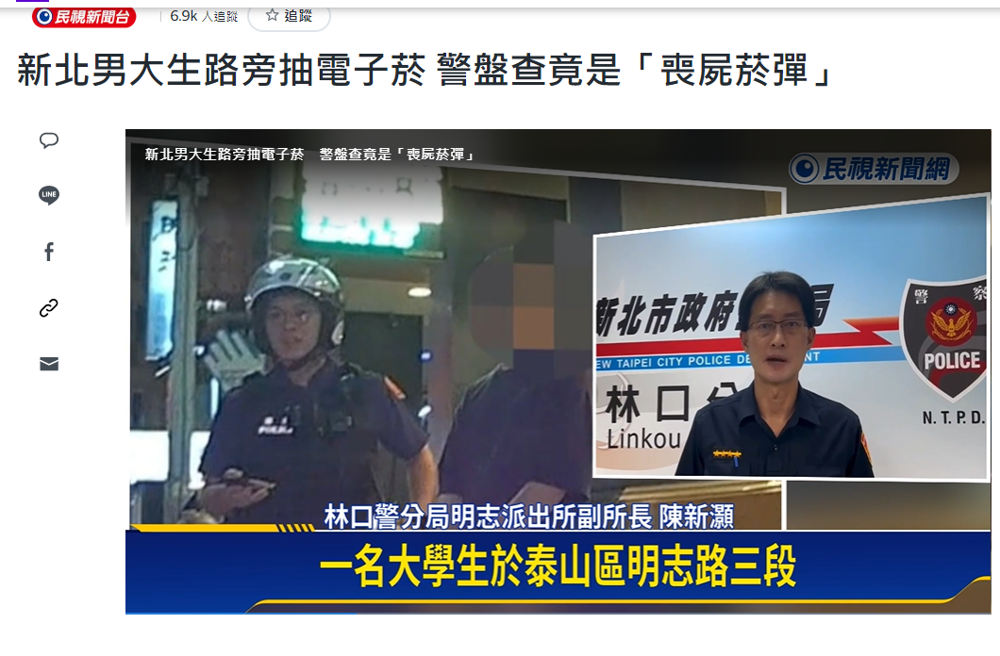 民視新聞台
6.9k 人追蹤
追蹤
新北男大生路旁抽電子菸 警盤查竟是「喪屍菸彈」
新北男大生路旁抽電子菸 警盤查竟是「喪屍菸彈」
民視新聞網
LINE
新北市政府警 局
EW TAIPEI CITY POLICE DE NT
林口分
Linkou
警 察
POLICE
N.T.P.D.
林口警分局明志派出所副所長 陳新灝
一名大學生於泰山區明志路三段